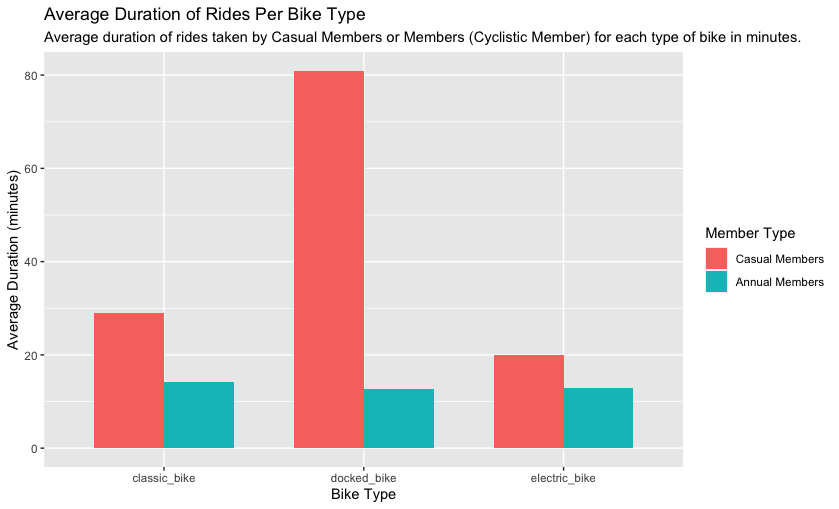 Average Duration of Rides Per Bike Type
Average duration of rides taken by Casual Members or Members (Cyclistic Member) for each type of bike in minutes.
Average Duration (minutes)
80
60
40
20
0
classic_bike
docked_bike
electric_bike
Bike Type
Member Type
Casual Members
Annual Members